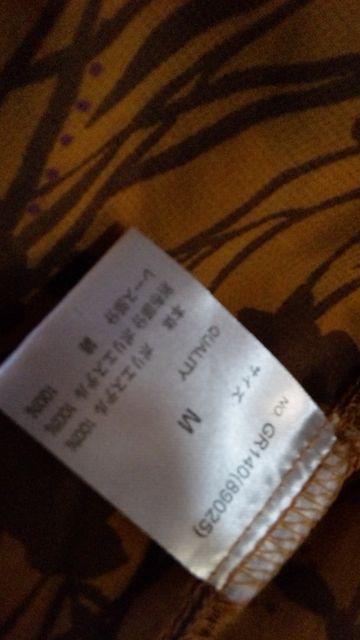 NO. GR140(89025)
サイズ M
QUALITY
本体 ポリエステル 100%
別布部分 ポリエステル 100%
レース部分 綿 100%